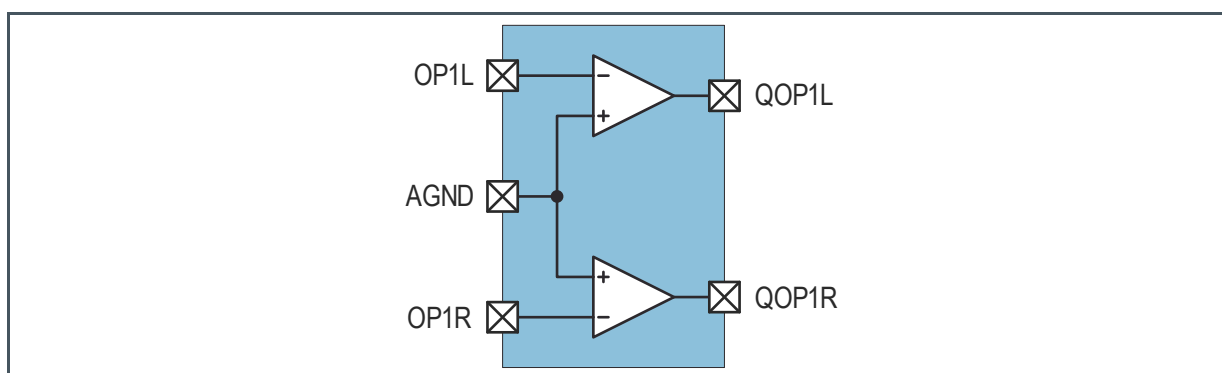 OP1L
−
QOP1L
+
AGND
+
QOP1R
OP1R
−